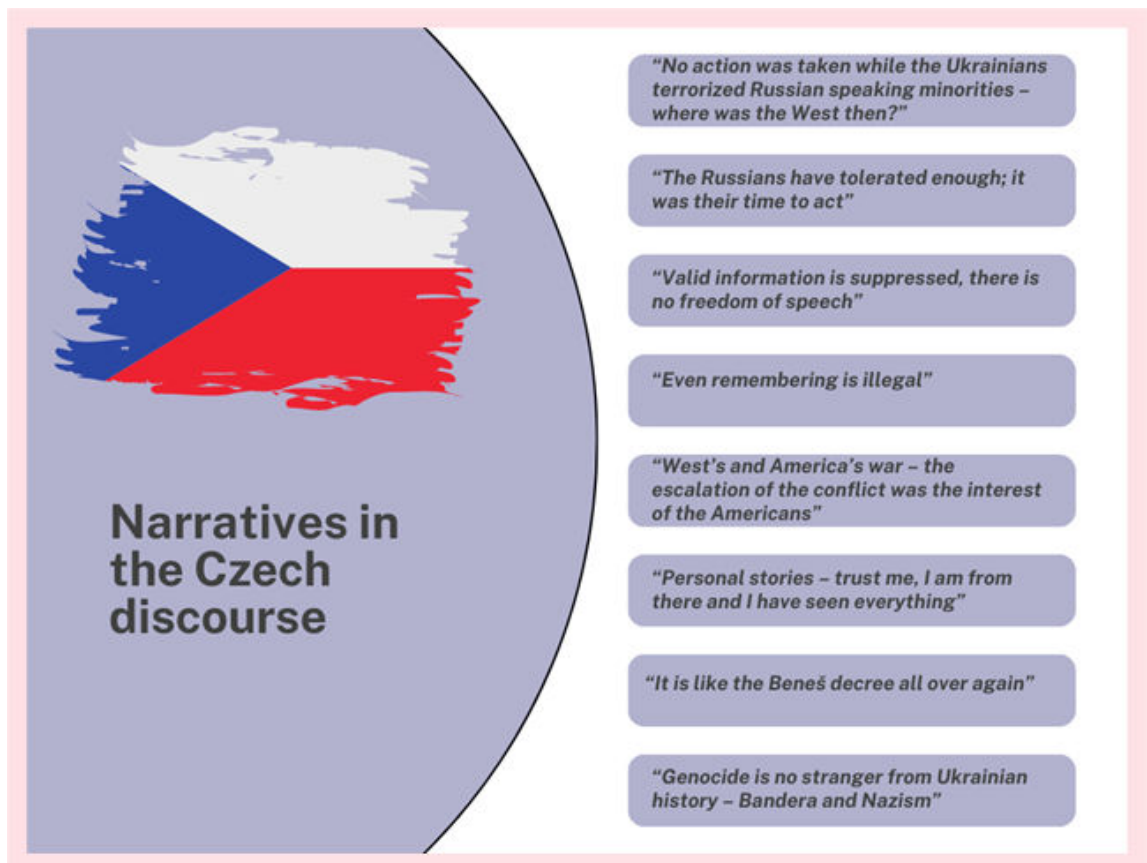 Narratives in
the Czech
discourse
“No action was taken while the Ukrainians
terrorized Russian speaking minorities –
where was the West then?”
“The Russians have tolerated enough; it
was their time to act”
“Valid information is suppressed, there is
no freedom of speech”
“Even remembering is illegal”
“West’s and America’s war – the
escalation of the conflict was the interest
of the Americans”
“Personal stories – trust me, I am from
there and I have seen everything”
“It is like the Beneš decree all over again”
“Genocide is no stranger from Ukrainian
history – Bandera and Nazism”